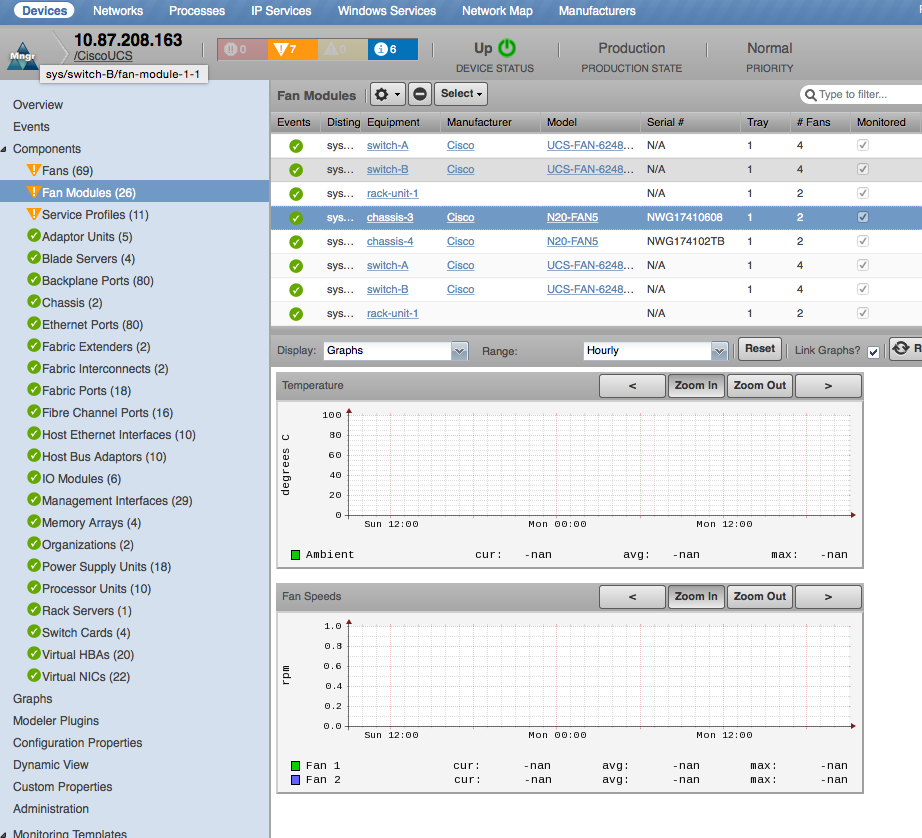 Devices Networks Processes IP Services Windows Services Network Map Manufacturers
Mngr
10.87.208.163
/CiscoUCS
0 7 0 6
Up
DEVICE STATUS
Production
PRODUCTION STATE
Normal
PRIORITY
sys/switch-B/fan-module-1-1
Overview
Events
Components
Fans (69)
Fan Modules (26)
Service Profiles (11)
Adaptor Units (5)
Blade Servers (4)
Backplane Ports (80)
Chassis (2)
Ethernet Ports (80)
Fabric Extenders (2)
Fabric Interconnects (2)
Fabric Ports (18)
Fibre Channel Ports (16)
Host Ethernet Interfaces (10)
Host Bus Adaptors (10)
IO Modules (6)
Management Interfaces (29)
Memory Arrays (4)
Organizations (2)
Power Supply Units (18)
Processor Units (10)
Rack Servers (1)
Switch Cards (4)
Virtual HBAs (20)
Virtual NICs (22)
Graphs
Modeler Plugins
Configuration Properties
Dynamic View
Custom Properties
Administration
Monitoring Templates
Fan Modules Select Type to filter...
Events Disting Equipment Manufacturer Model Serial # Tray # Fans Monitored
sys... switch-A Cisco UCS-FAN-6248... N/A 1 4
sys... switch-B Cisco UCS-FAN-6248... N/A 1 4
sys... rack-unit-1 N/A 1 2
sys... chassis-3 Cisco N20-FAN5 NWG17410608 1 2
sys... chassis-4 Cisco N20-FAN5 NWG174102TB 1 2
sys... switch-A Cisco UCS-FAN-6248... N/A 1 4
sys... switch-B Cisco UCS-FAN-6248... N/A 2 4
sys... rack-unit-1 N/A 1 2
Display: Graphs Range: Hourly Reset Link Graphs? R
Temperature < Zoom In Zoom Out >
degrees C
100
80
60
40
20
0
Sun 12:00 Mon 00:00 Mon 12:00
Ambient cur: -nan avg: -nan max: -nan
Fan Speeds < Zoom In Zoom Out >
rpm
1.0
0.8
0.6
0.4
0.2
0.0
Sun 12:00 Mon 00:00 Mon 12:00
Fan 1 cur: -nan avg: -nan max: -nan
Fan 2 cur: -nan avg: -nan max: -nan